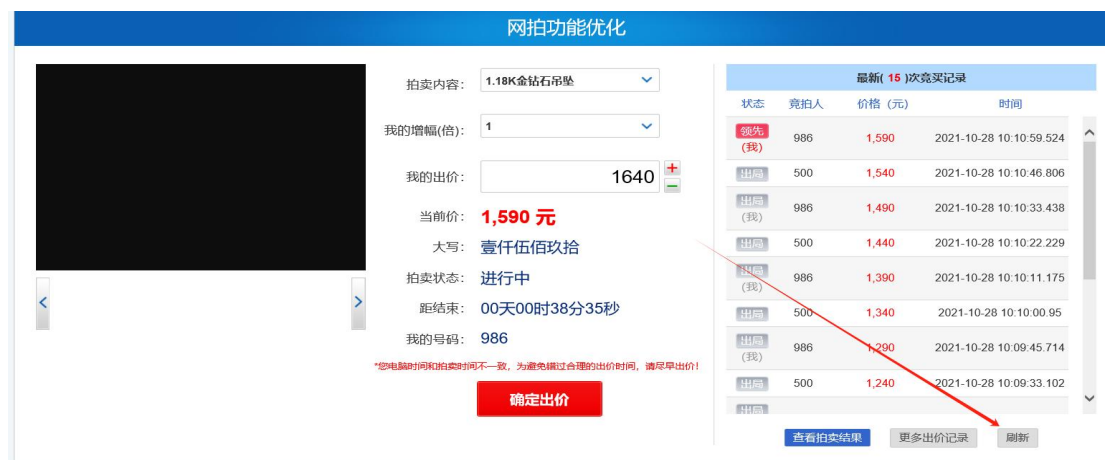 网拍功能优化
拍卖内容: 1.18K金钻石吊坠
我的增幅(倍): 1
我的出价: 1640
当前价: 1,590 元
大写: 壹仟伍佰玖拾
拍卖状态: 进行中
距结束: 00天00时38分35秒
我的号码: 986
*您电脑时间和拍卖时间不一致，为避免错过合理的出价时间，请尽早出价！
确定出价
最新( 15 )次竞买记录
状态 竞拍人 价格（元） 时间
领先(我) 986 1,590 2021-10-28 10:10:59.524
出局 500 1,540 2021-10-28 10:10:46.806
出局(我) 986 1,490 2021-10-28 10:10:33.438
出局 500 1,440 2021-10-28 10:10:22.229
出局(我) 986 1,390 2021-10-28 10:10:11.175
出局 500 1,340 2021-10-28 10:10:00.95
出局(我) 986 1,290 2021-10-28 10:09:45.714
出局 500 1,240 2021-10-28 10:09:33.102
出局
查看拍卖结果 更多出价记录 刷新